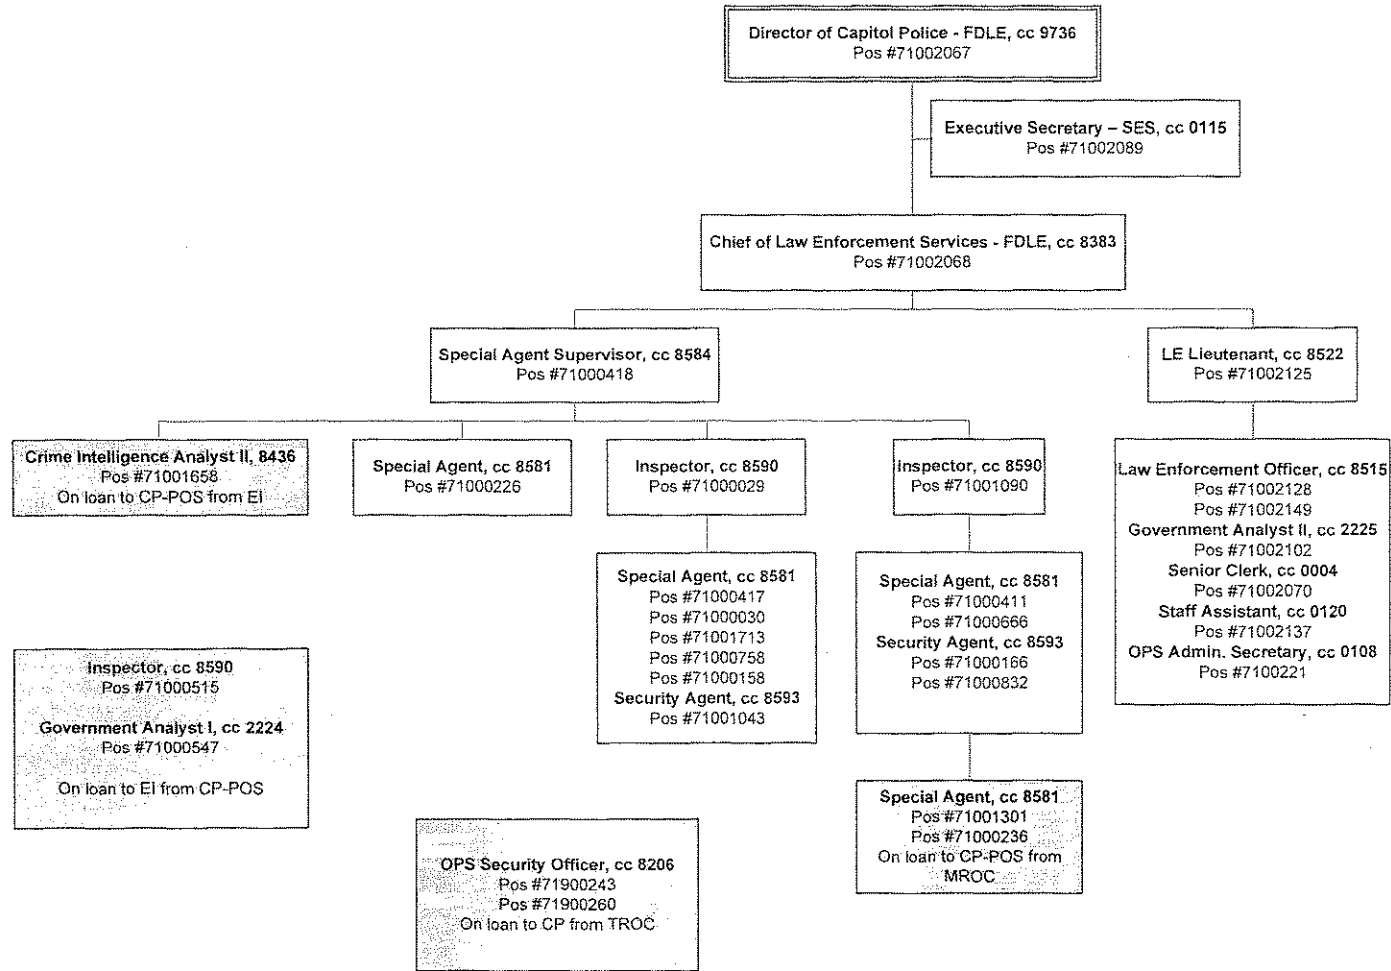 Director of Capitol Police - FDLE, cc 9736
Pos #71002067
Executive Secretary – SES, cc 0115
Pos #71002089
Chief of Law Enforcement Services - FDLE, cc 8383
Pos #71002068
Special Agent Supervisor, cc 8584
Pos #71000418
LE Lieutenant, cc 8522
Pos #71002125
Crime Intelligence Analyst II, 8436
Pos #71001658
On loan to CP-POS from EI
Special Agent, cc 8581
Pos #71000226
Inspector, cc 8590
Pos #71000029
Inspector, cc 8590
Pos #71001090
Law Enforcement Officer, cc 8515
Pos #71002128
Pos #71002149
Government Analyst II, cc 2225
Pos #71002102
Senior Clerk, cc 0004
Pos #71002070
Staff Assistant, cc 0120
Pos #71002137
OPS Admin. Secretary, cc 0108
Pos #7100221
Special Agent, cc 8581
Pos #71000417
Pos #71000030
Pos #71001713
Pos #71000758
Pos #71000158
Security Agent, cc 8593
Pos #71001043
Special Agent, cc 8581
Pos #71000411
Pos #71000666
Security Agent, cc 8593
Pos #71000166
Pos #71000832
Inspector, cc 8590
Pos #71000515
Government Analyst I, cc 2224
Pos #71000547
On loan to EI from CP-POS
Special Agent, cc 8581
Pos #71001301
Pos #71000236
On loan to CP-POS from
MROC
OPS Security Officer, cc 8206
Pos #71900243
Pos #71900260
On loan to CP from TROC